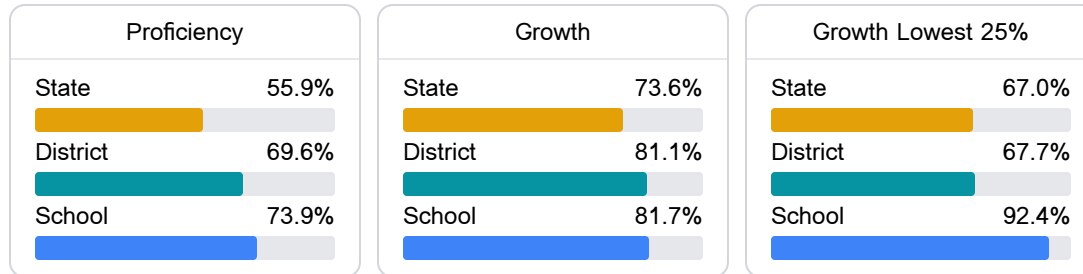 Proficiency
State 55.9%
District 69.6%
School 73.9%
Growth
State 73.6%
District 81.1%
School 81.7%
Growth Lowest 25%
State 67.0%
District 67.7%
School 92.4%